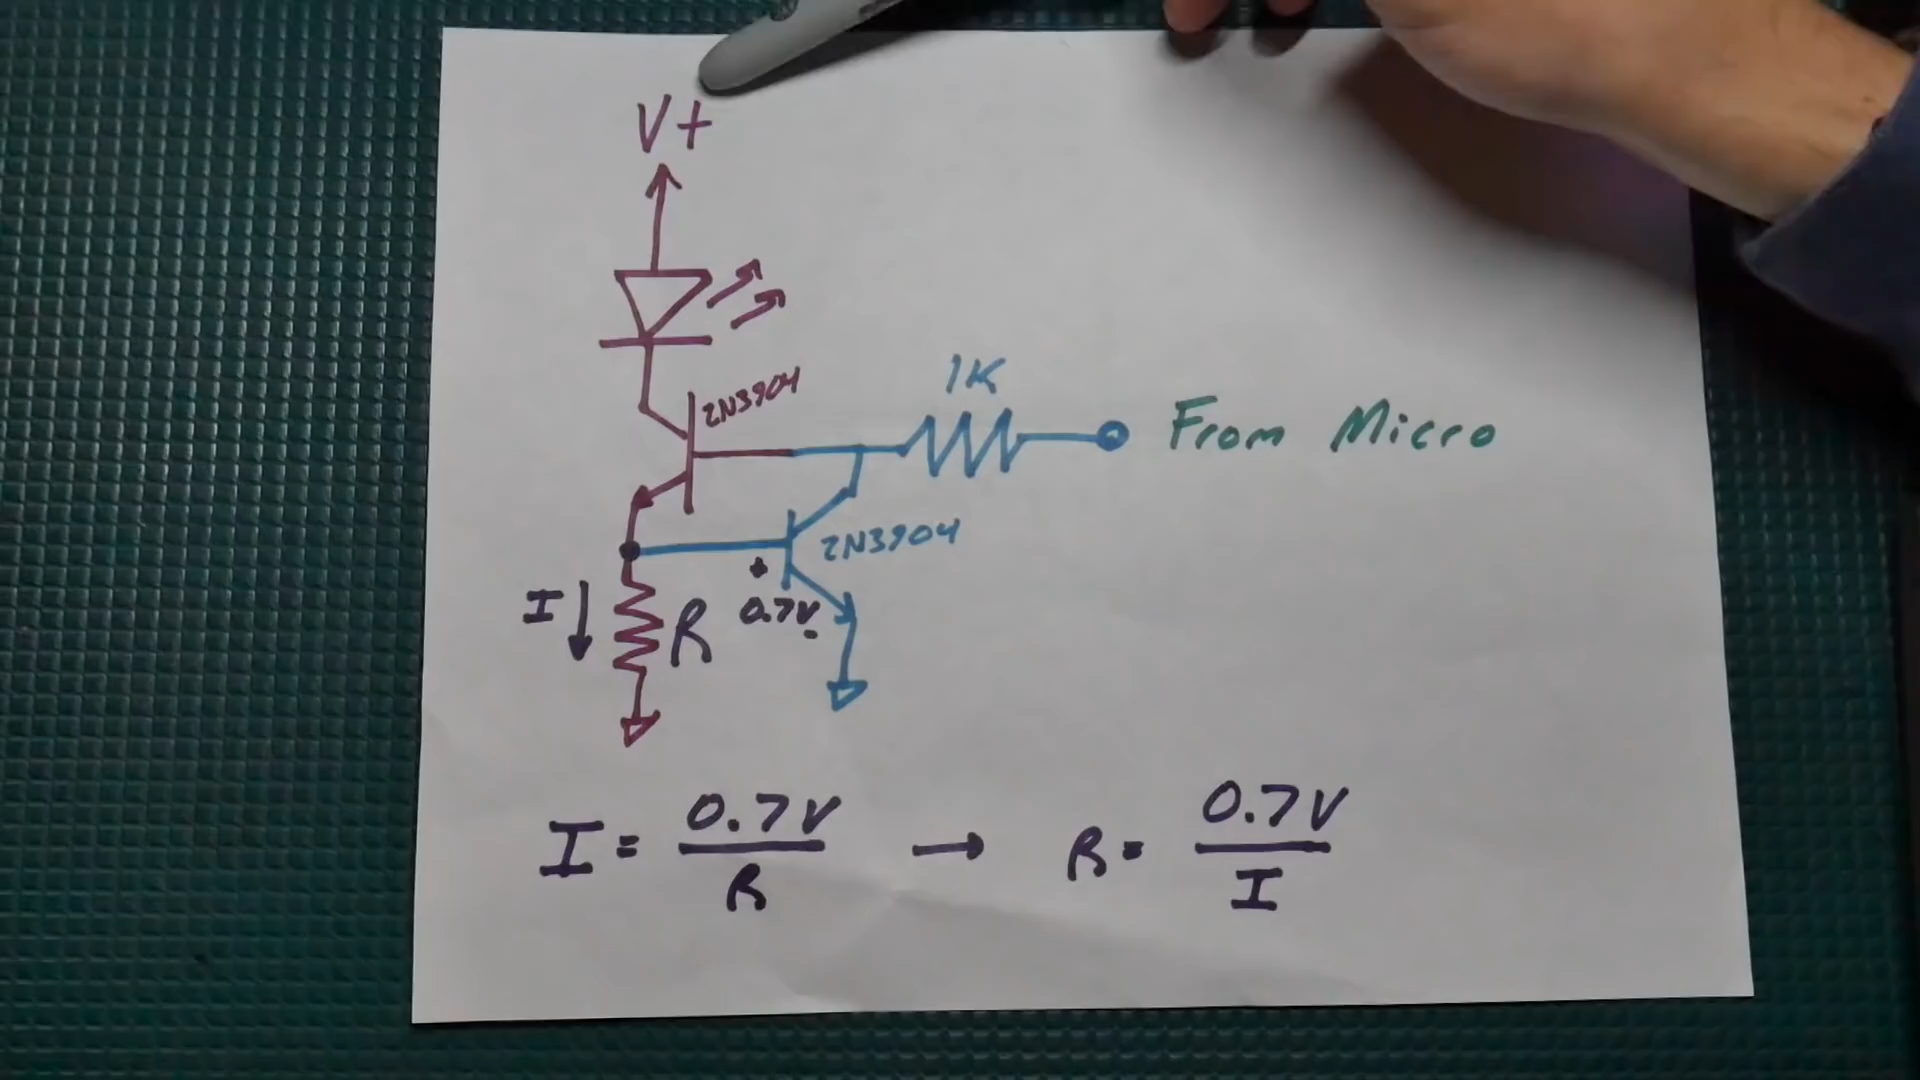 V+
2N3904
1K
From Micro
2N3904
+
0.7V
-
I
R
I = 0.7V / R → R = 0.7V / I